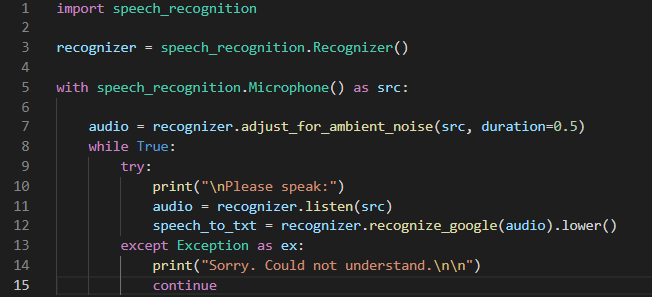 1 import speech_recognition
2
3 recognizer = speech_recognition.Recognizer()
4
5 with speech_recognition.Microphone() as src:
6
7     audio = recognizer.adjust_for_ambient_noise(src, duration=0.5)
8     while True:
9         try:
10             print("\nPlease speak:")
11             audio = recognizer.listen(src)
12             speech_to_txt = recognizer.recognize_google(audio).lower()
13         except Exception as ex:
14             print("Sorry. Could not understand.\n\n")
15             continue